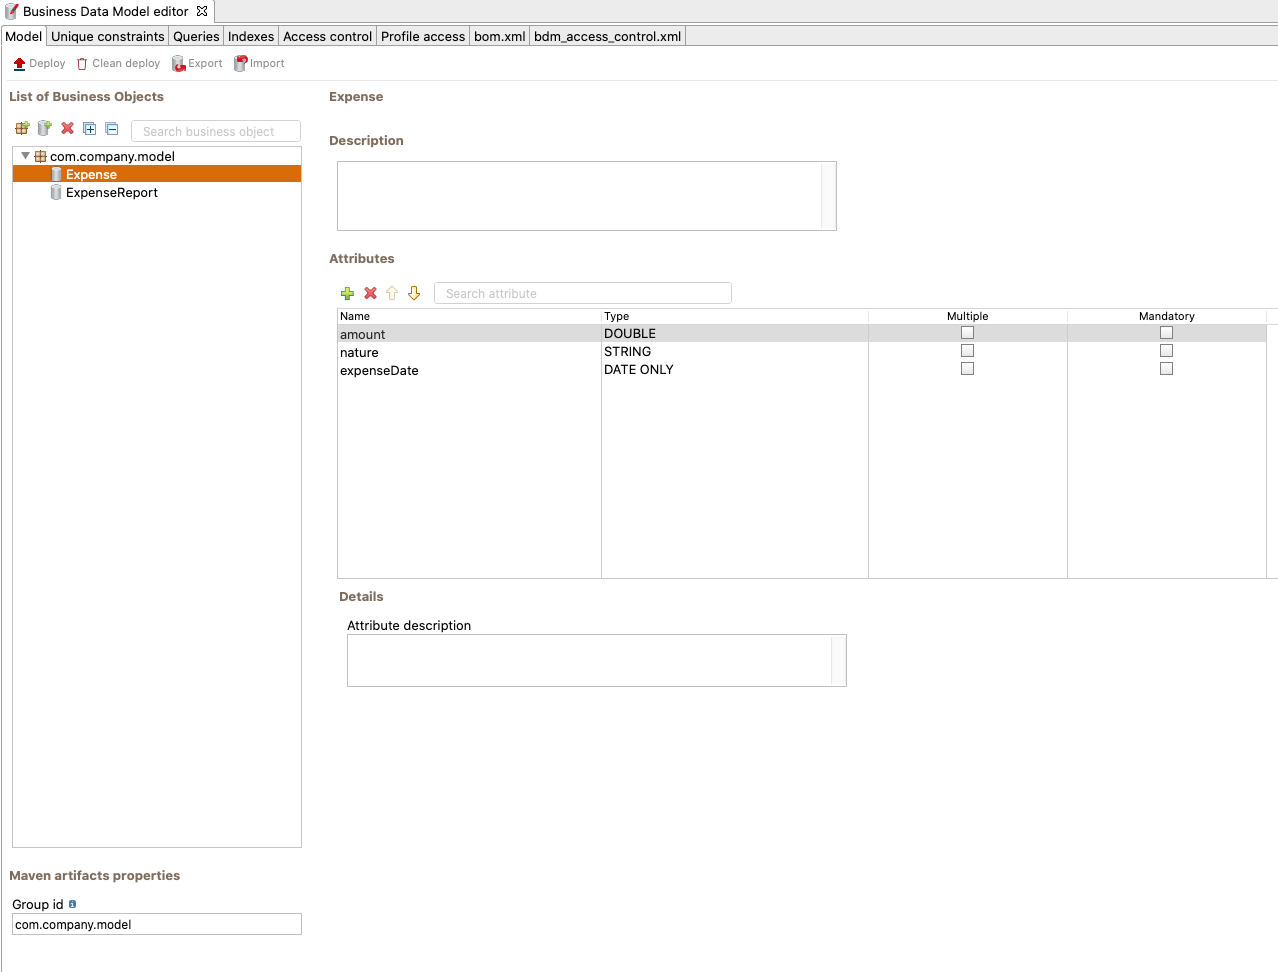 Business Data Model editor
Model Unique constraints Queries Indexes Access control Profile access bom.xml bdm_access_control.xml
Deploy Clean deploy Export Import
List of Business Objects
Search business object
com.company.model
Expense
ExpenseReport
Maven artifacts properties
Group id
com.company.model
Expense
Description
Attributes
Search attribute
Name Type Multiple Mandatory
amount DOUBLE
nature STRING
expenseDate DATE ONLY
Details
Attribute description